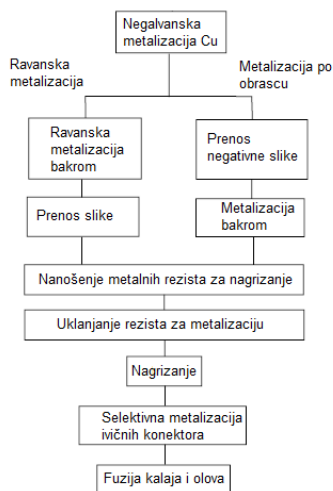 Negalvanska
metalizacija Cu
Ravanska
metalizacija
Metalizacija po
obrascu
Ravanska
metalizacija
bakrom
Prenos
negativne slike
Prenos slike
Metalizacija
bakrom
Nanošenje metalnih rezista za nagrizanje
Uklanjanje rezista za metalizaciju
Nagrizanje
Selektivna metalizacija
ivičnih konektora
Fuzija kalaja i olova